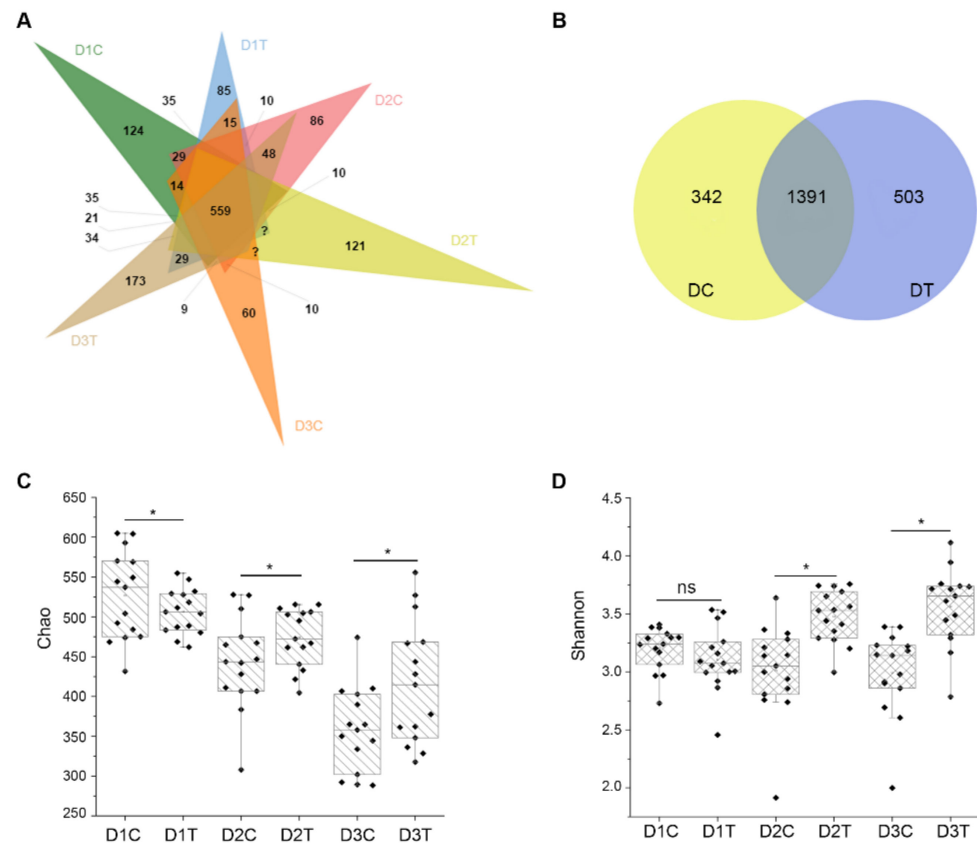 A
D1C
D1T
D2C
D2T
D3C
D3T
35
85
10
15
86
124
29
48
14
10
35
21
34
559
?
?
121
29
173
9
10
60
B
342
1391
503
DC
DT
C
Chao
650
600
550
500
450
400
350
300
250
*
*
*
D1C D1T D2C D2T D3C D3T
D
Shannon
4.5
4.0
3.5
3.0
2.5
2.0
ns
*
*
D1C D1T D2C D2T D3C D3T